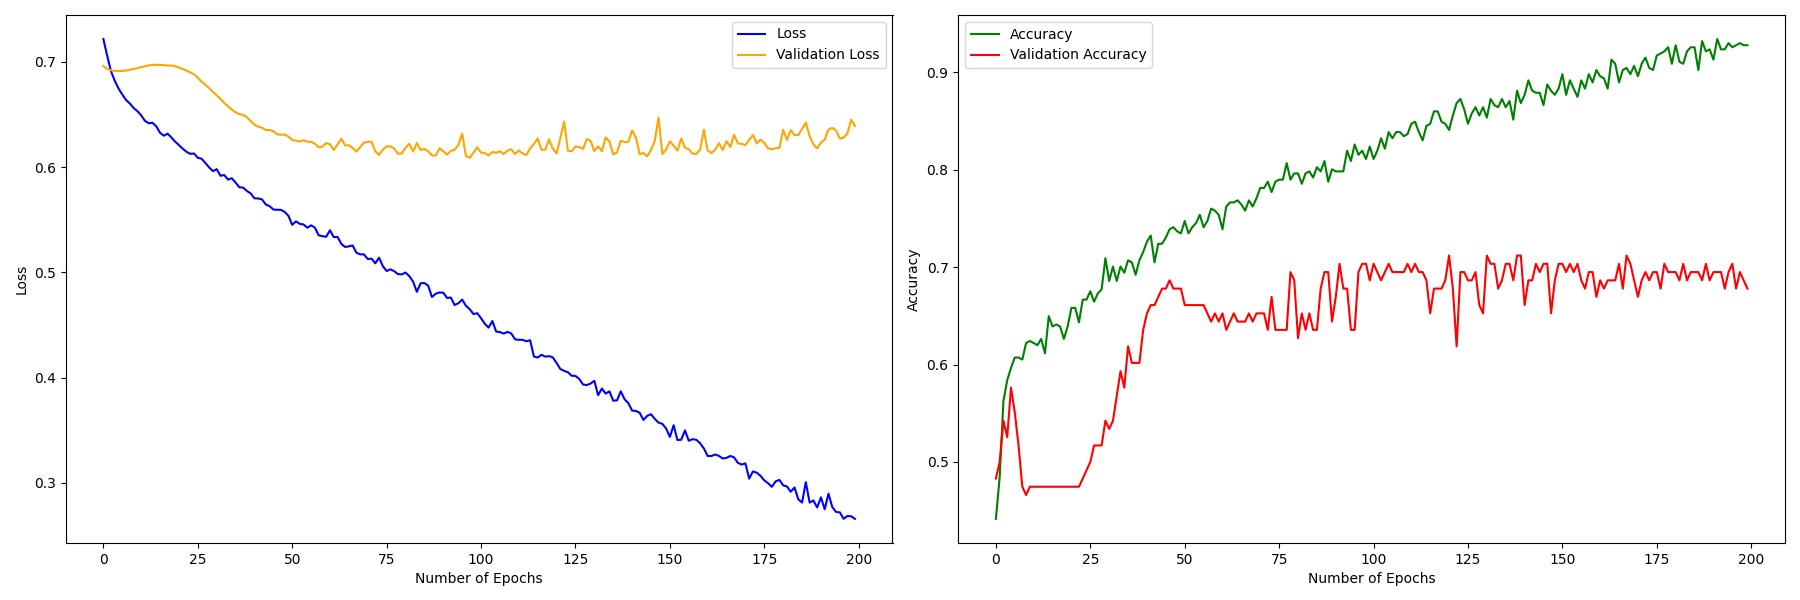 Loss
Validation Loss
0.7
0.6
0.5
0.4
0.3
Loss
0 25 50 75 100 125 150 175 200
Number of Epochs
Accuracy
Validation Accuracy
0.9
0.8
0.7
0.6
0.5
Accuracy
0 25 50 75 100 125 150 175 200
Number of Epochs